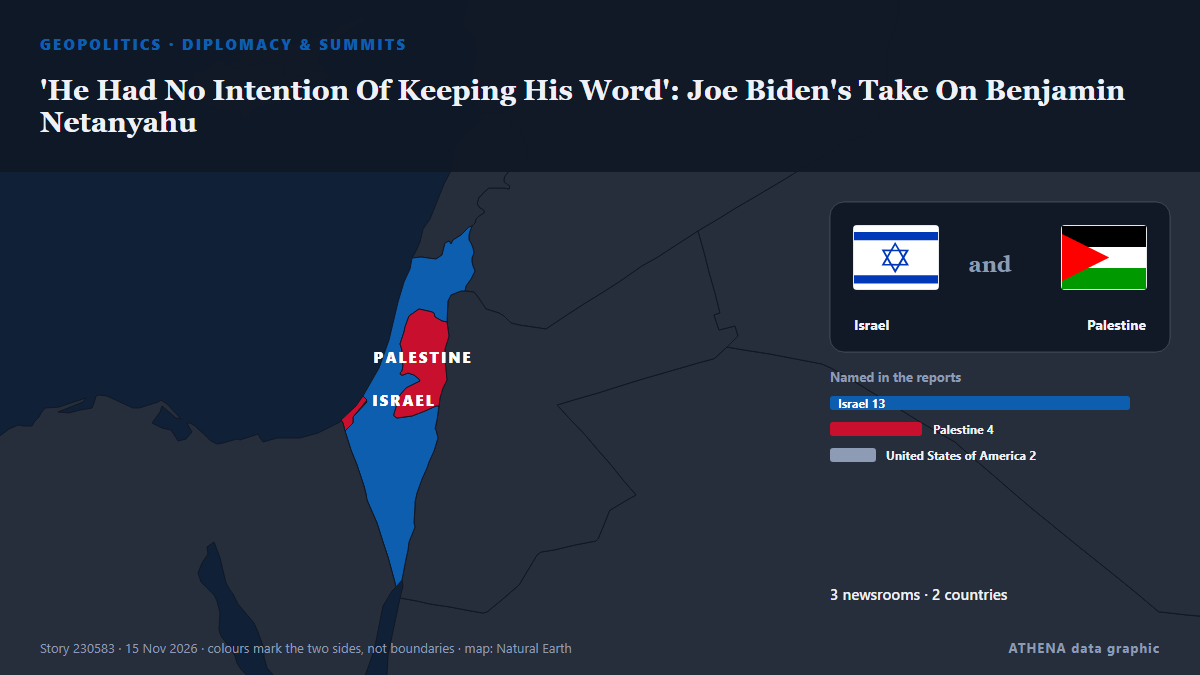 GEOPOLITICS · DIPLOMACY & SUMMITS
'He Had No Intention Of Keeping His Word': Joe Biden's Take On Benjamin
Netanyahu
PALESTINE
ISRAEL
and
Israel
Palestine
Named in the reports
Israel 13
Palestine 4
United States of America 2
3 newsrooms · 2 countries
Story 230583 · 15 Nov 2026 · colours mark the two sides, not boundaries · map: Natural Earth
ATHENA data graphic